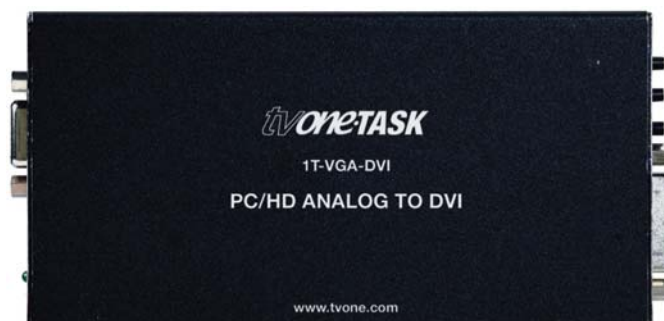 tvone·TASK
1T-VGA-DVI
PC/HD ANALOG TO DVI
www.tvone.com